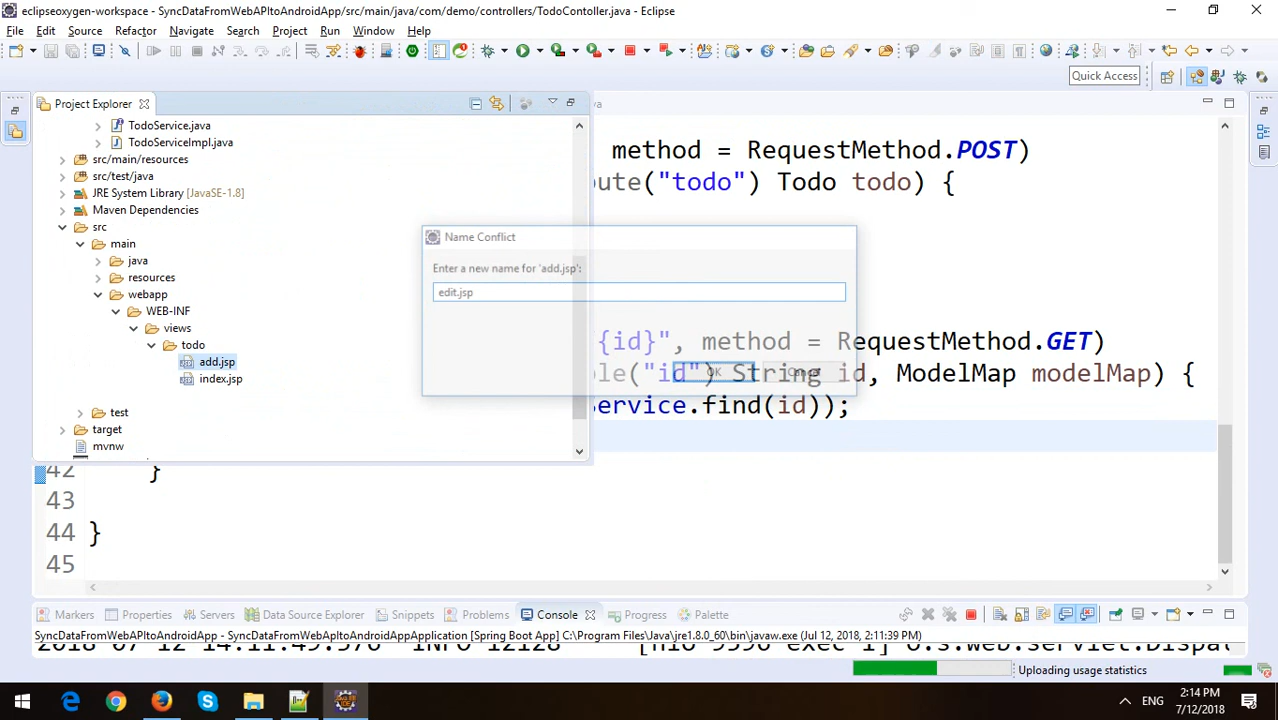 eclipseoxygen-workspace - SyncDataFromWebAPItoAndroidApp/src/main/java/com/demo/controllers/TodoContoller.java - Eclipse
File Edit Source Refactor Navigate Search Project Run Window Help
Quick Access
Project Explorer
TodoService.java
TodoServiceImpl.java
src/main/resources
src/test/java
JRE System Library [JavaSE-1.8]
Maven Dependencies
src
main
java
resources
webapp
WEB-INF
views
todo
add.jsp
index.jsp
test
target
mvnw
Name Conflict
Enter a new name for 'add.jsp':
edit.jsp
OK Cancel
method = RequestMethod.POST)
ute("todo") Todo todo) {
{id}", method = RequestMethod.GET)
le("id") String id, ModelMap modelMap) {
ervice.find(id));
42 }
43
44 }
45
Markers Properties Servers Data Source Explorer Snippets Problems Console Progress Palette
SyncDataFromWebAPItoAndroidApp - SyncDataFromWebAPItoAndroidAppApplication [Spring Boot App] C:\Program Files\Java\jre1.8.0_60\bin\javaw.exe (Jul 12, 2018, 2:11:39 PM)
Uploading usage statistics
ENG
2:14 PM
7/12/2018